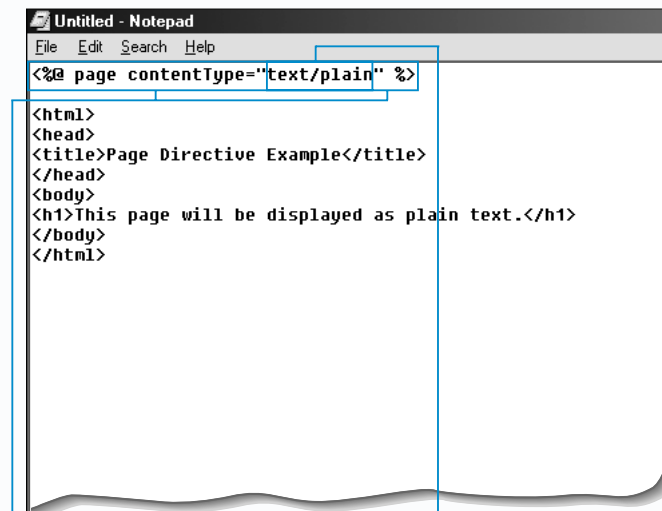 Untitled - Notepad
File Edit Search Help
<%@ page contentType="text/plain" %>
<html>
<head>
<title>Page Directive Example</title>
</head>
<body>
<h1>This page will be displayed as plain text.</h1>
</body>
</html>